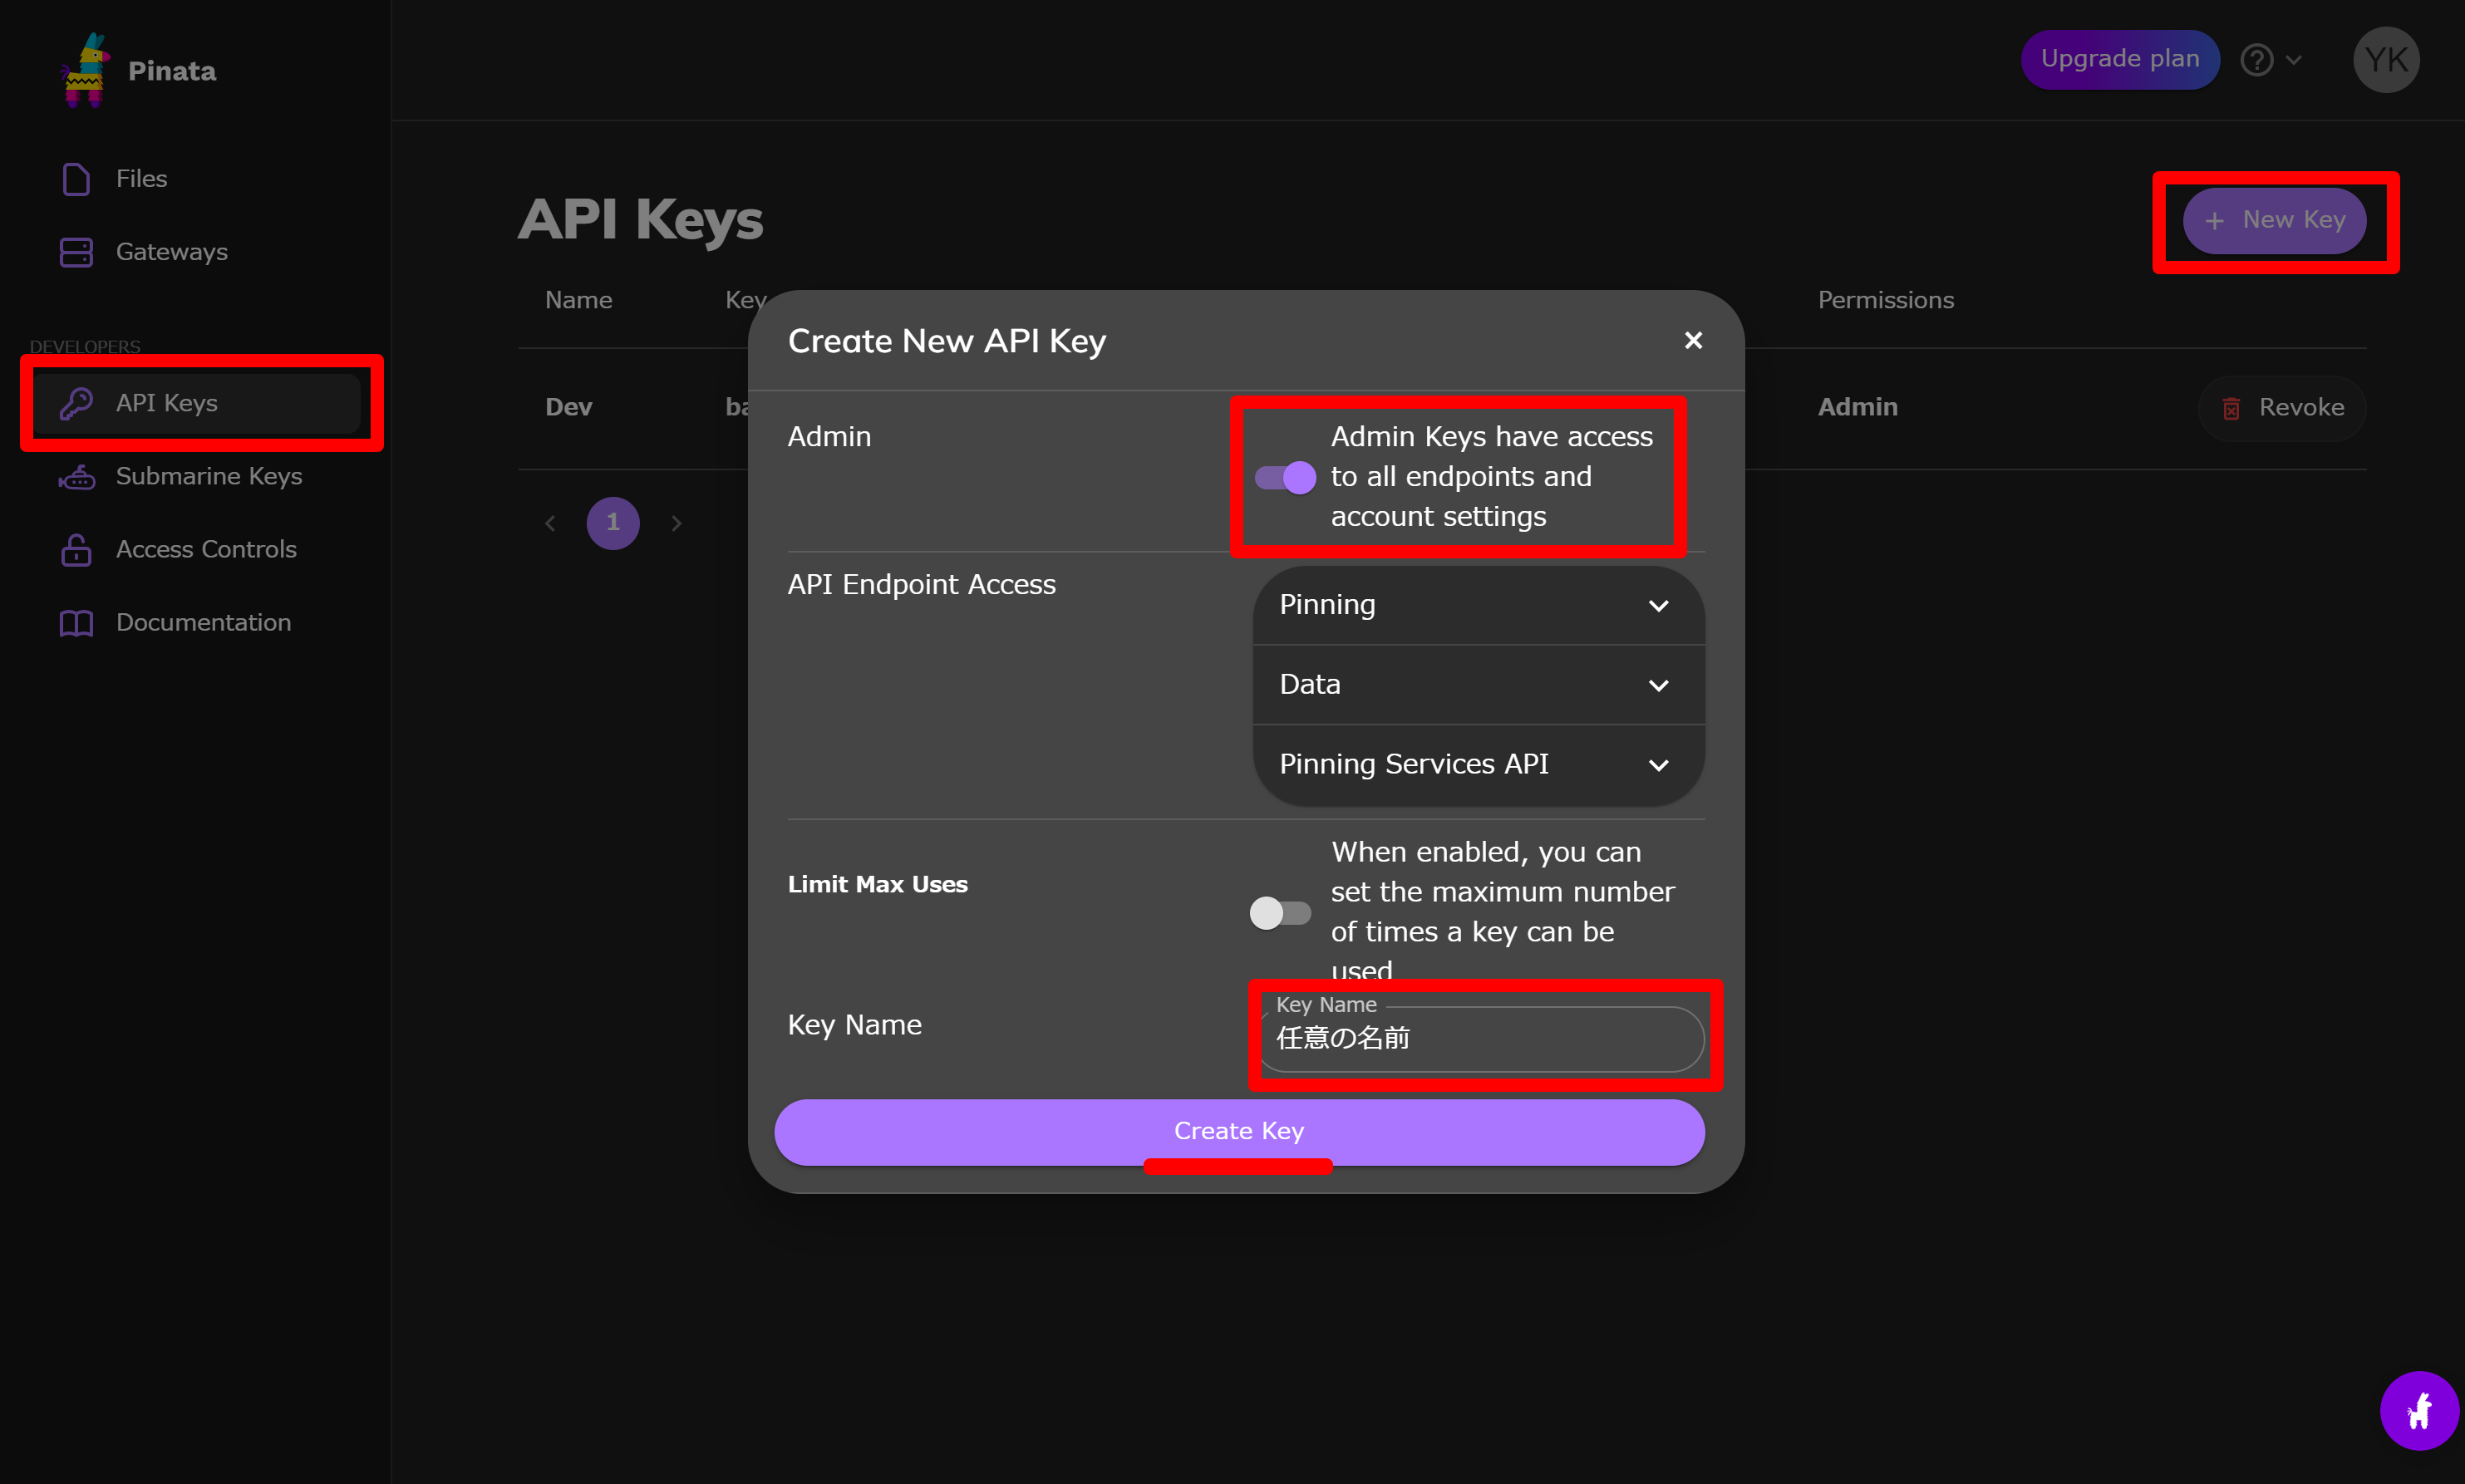 Pinata
Upgrade plan
YK
Files
Gateways
DEVELOPERS
API Keys
Submarine Keys
Access Controls
Documentation
API Keys
New Key
Name
Key
Permissions
Dev
ba
Admin
Revoke
1
Create New API Key
Admin
Admin Keys have access
to all endpoints and
account settings
API Endpoint Access
Pinning
Data
Pinning Services API
Limit Max Uses
When enabled, you can
set the maximum number
of times a key can be
used
Key Name
Key Name
任意の名前
Create Key